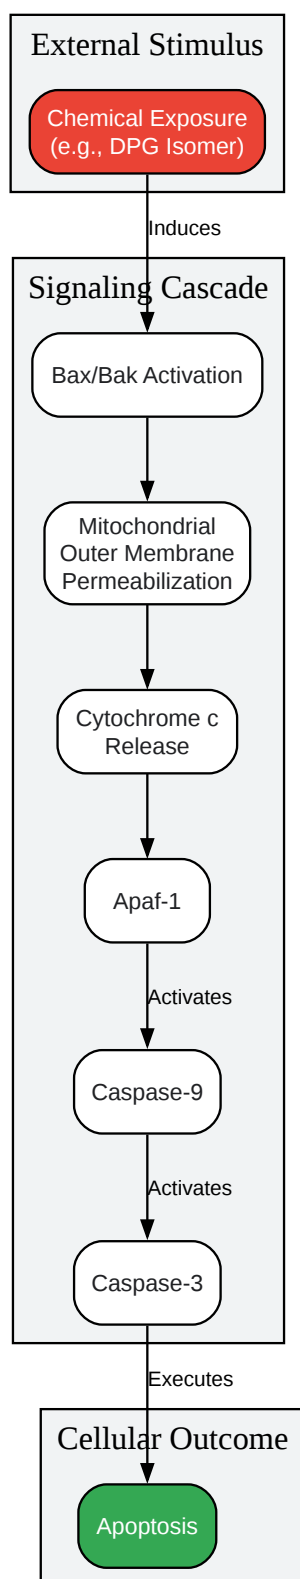 External Stimulus
Chemical Exposure
(e.g., DPG Isomer)
Induces
Signaling Cascade
Bax/Bak Activation
Mitochondrial
Outer Membrane
Permeabilization
Cytochrome c
Release
Apaf-1
Activates
Caspase-9
Activates
Caspase-3
Executes
Cellular Outcome
Apoptosis